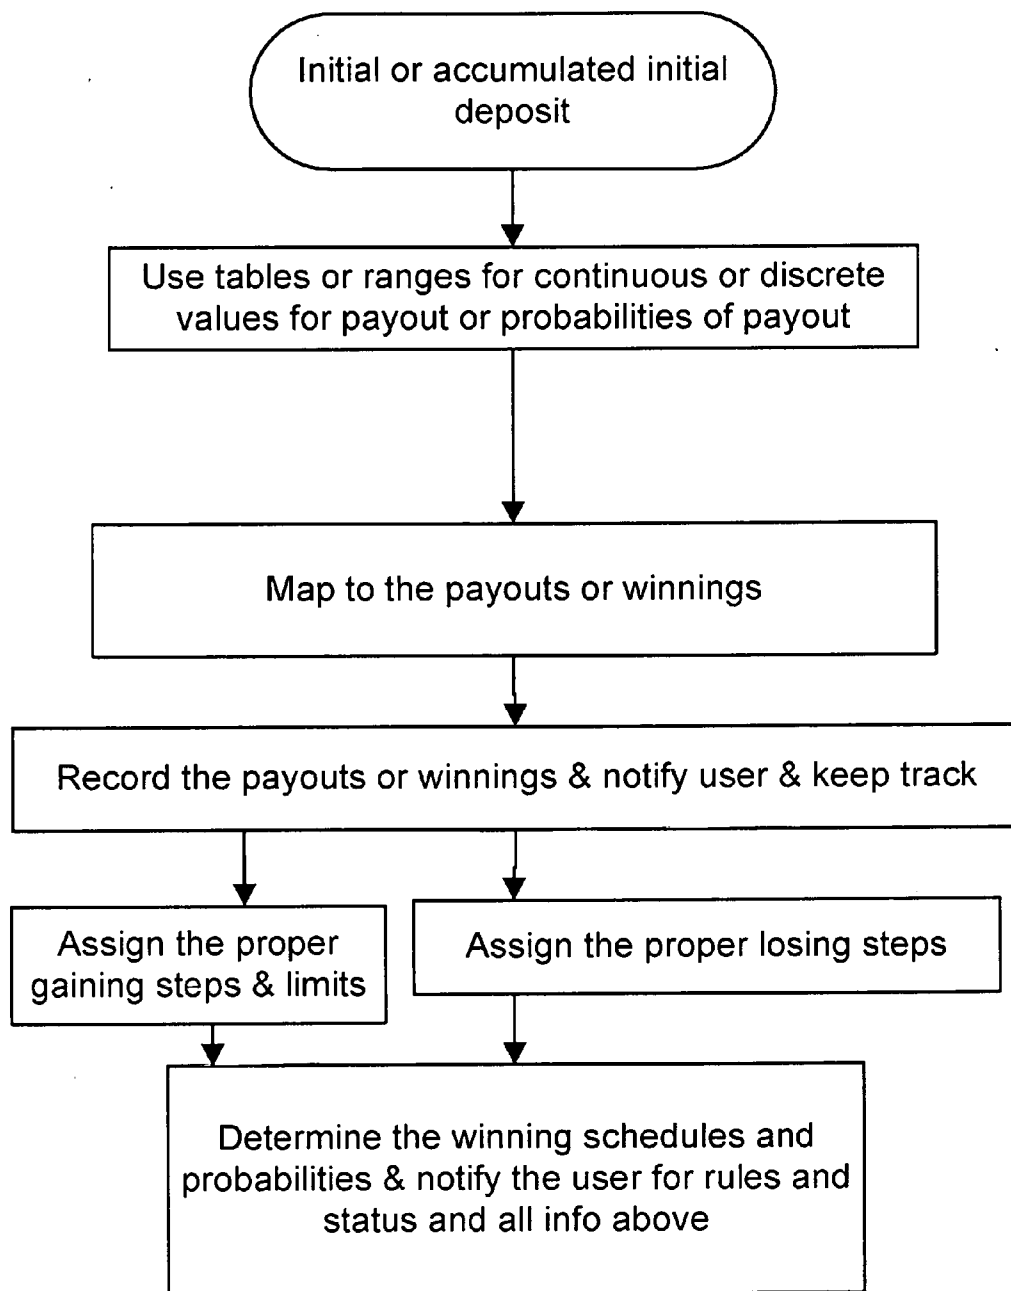 Initial or accumulated initial
deposit
Use tables or ranges for continuous or discrete
values for payout or probabilities of payout
Map to the payouts or winnings
Record the payouts or winnings & notify user & keep track
Assign the proper
gaining steps & limits
Assign the proper losing steps
Determine the winning schedules and
probabilities & notify the user for rules and
status and all info above